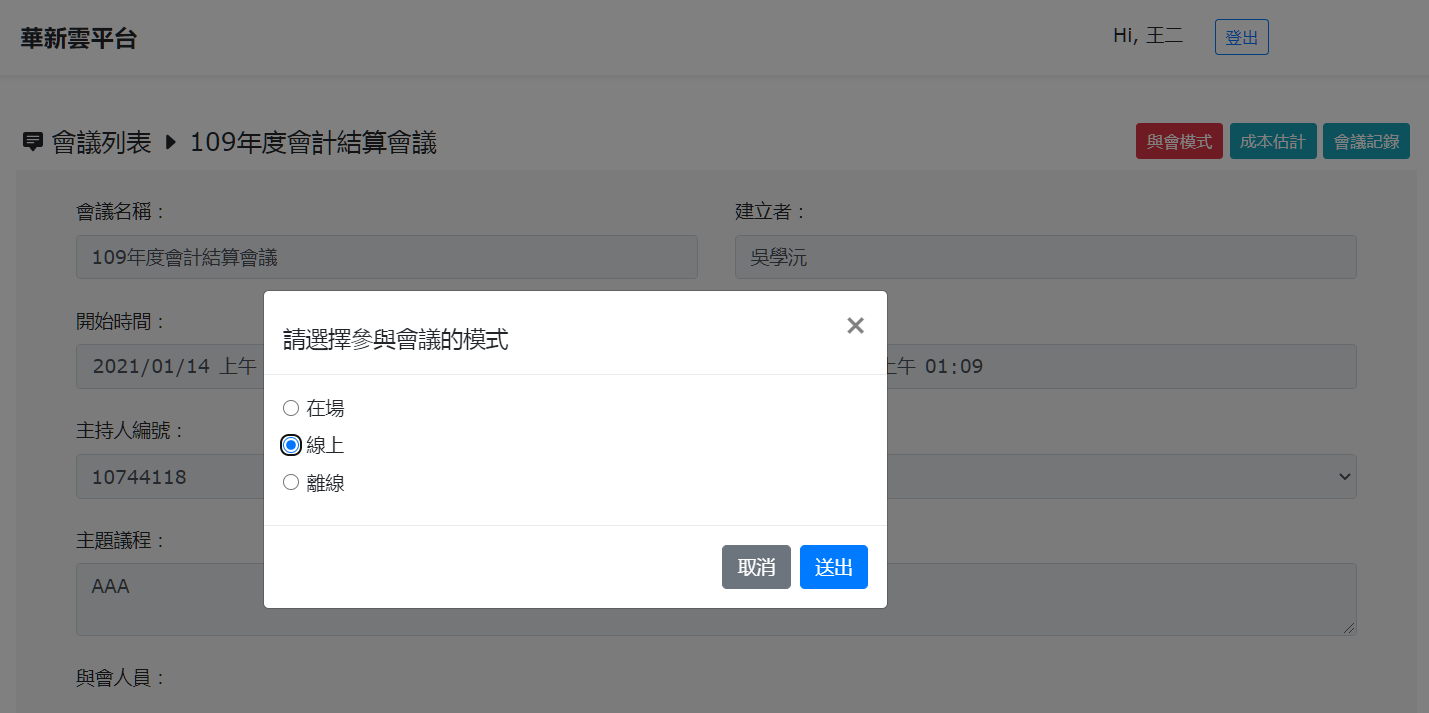 華新雲平台
Hi, 王二
登出
會議列表
109年度會計結算會議
與會模式
成本估計
會議記錄
會議名稱：
建立者：
109年度會計結算會議
吳學沅
開始時間：
2021/01/14 上午
上午 01:09
請選擇參與會議的模式
在場
線上
離線
取消
送出
主持人編號：
10744118
主題議程：
AAA
與會人員：